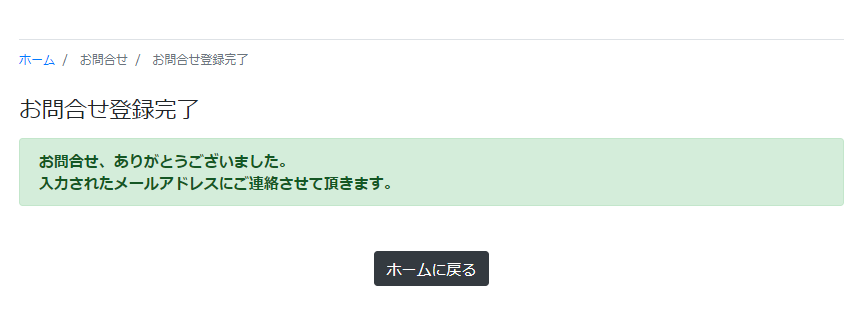 ホーム / お問合せ / お問合せ登録完了
お問合せ登録完了
お問合せ、ありがとうございました。
入力されたメールアドレスにご連絡させて頂きます。
ホームに戻る